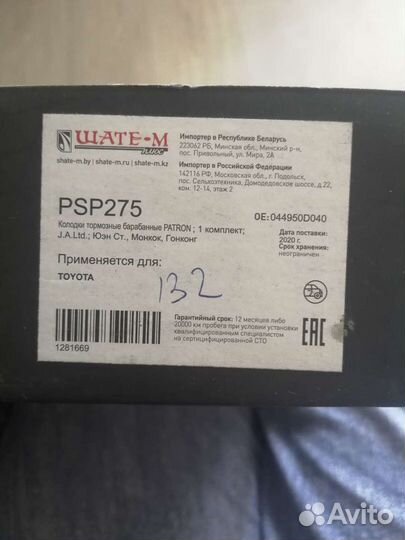 ШАТЕ-М
ПЛЮС
shate-m.by | shate-m.ru | shate-m.kz
Импортер в Республике Беларусь
223062 РБ, Минская обл., Минский р-н,
пос. Привольный, ул. Мира, 2А
Импортер в Российской Федерации
142116 РФ, Московская обл., г. Подольск,
пос. Сельхозтехника, Домодедовское шоссе, д.22,
ком. 12-14, этаж 2
PSP275
OE:044950D040
Колодки тормозные барабанные PATRON ; 1 комплект;
J.A.Ltd.; Юэн Ст., Монкок, Гонконг
Дата поставки:
2020 г.
Срок хранения:
неограничен
Применяется для:
TOYOTA
132
Гарантийный срок: 12 месяцев либо
20000 км пробега при условии установки
квалифицированным специалистом
на сертифицированной СТО
EAC
1281669
Avito